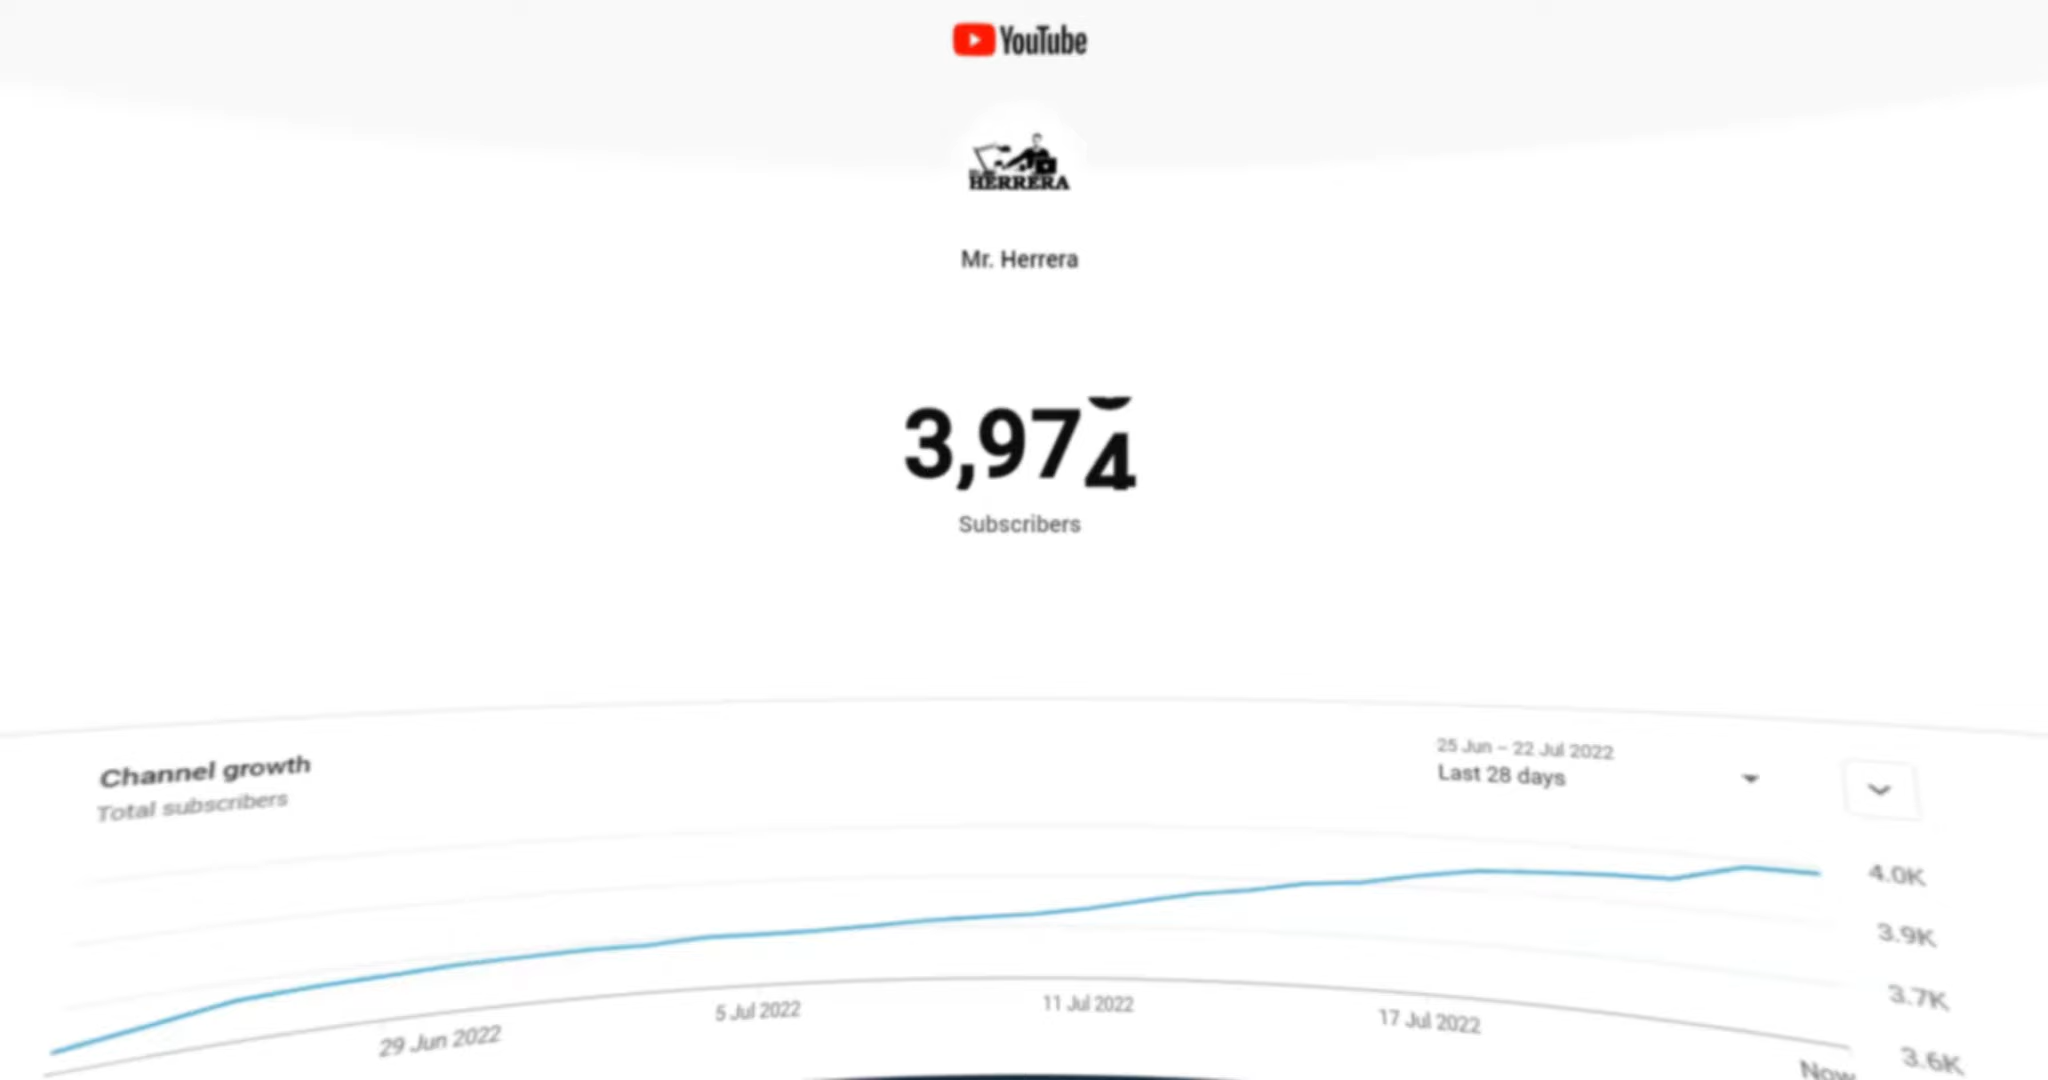 YouTube
HERRERA
Mr. Herrera
3,974
Subscribers
Channel growth
Total subscribers
25 Jun – 22 Jul 2022
Last 28 days
4.0K
3.9K
3.7K
3.6K
29 Jun 2022
5 Jul 2022
11 Jul 2022
17 Jul 2022
Now